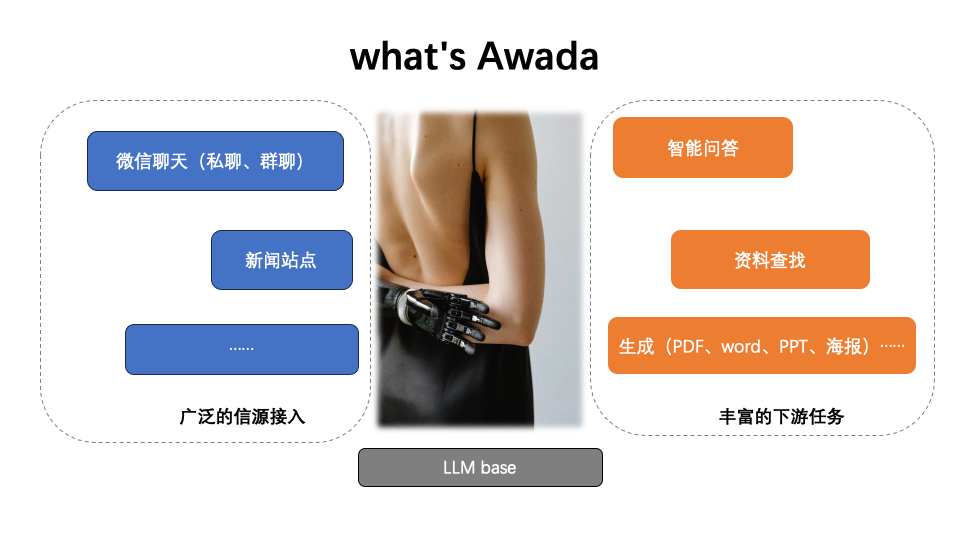 what's Awada
微信聊天（私聊、群聊）
新闻站点
……
广泛的信源接入
智能问答
资料查找
生成（PDF、word、PPT、海报）……
丰富的下游任务
LLM base